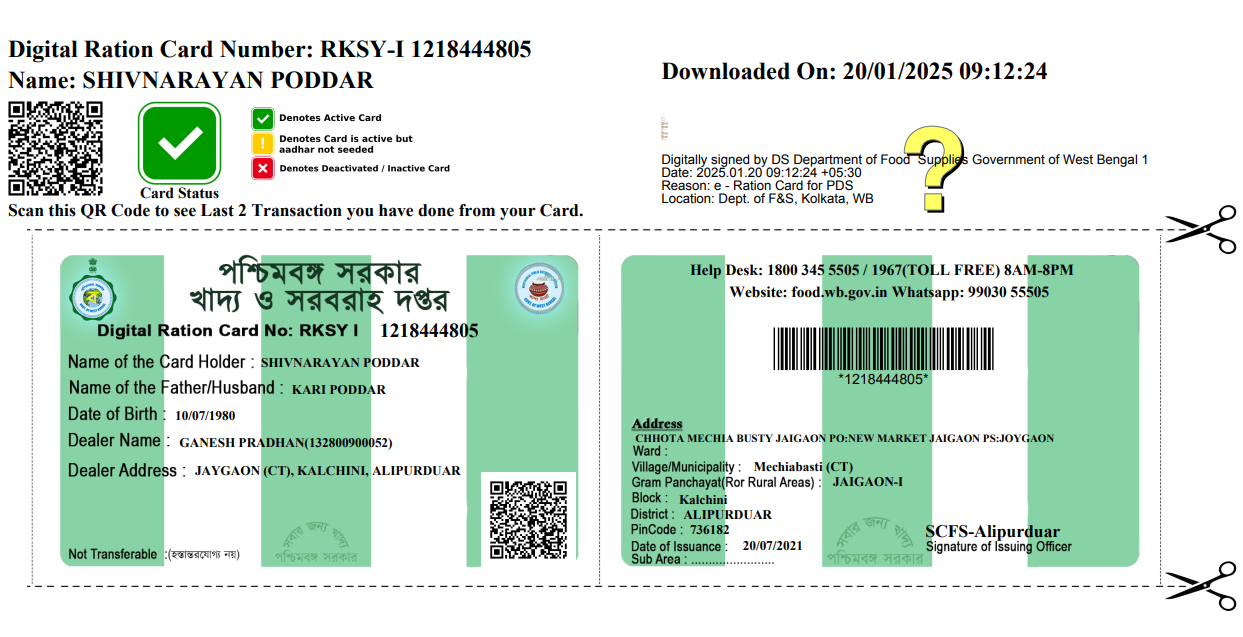 Digital Ration Card Number: RKSY-I 1218444805
Name: SHIVNARAYAN PODDAR
Downloaded On: 20/01/2025 09:12:24
Denotes Active Card
Denotes Card is active but
aadhar not seeded
Denotes Deactivated / Inactive Card
Card Status
Scan this QR Code to see Last 2 Transaction you have done from your Card.
Digitally signed by DS Department of Food Supplies Government of West Bengal 1
Date: 2025.01.20 09:12:24 +05:30
Reason: e - Ration Card for PDS
Location: Dept. of F&S, Kolkata, WB
?
পশ্চিমবঙ্গ সরকার
খাদ্য ও সরবরাহ দপ্তর
Digital Ration Card No: RKSY I 1218444805
Name of the Card Holder : SHIVNARAYAN PODDAR
Name of the Father/Husband : KARI PODDAR
Date of Birth : 10/07/1980
Dealer Name : GANESH PRADHAN(132800900052)
Dealer Address : JAYGAON (CT), KALCHINI, ALIPURDUAR
সবার জন্য খাদ্য
পশ্চিমবঙ্গ সরকার
Not Transferable :(হস্তান্তরযোগ্য নয়)
Help Desk: 1800 345 5505 / 1967(TOLL FREE) 8AM-8PM
Website: food.wb.gov.in Whatsapp: 99030 55505
*1218444805*
Address
CHHOTA MECHIA BUSTY JAIGAON PO:NEW MARKET JAIGAON PS:JOYGAON
Ward :
Village/Municipality : Mechiabasti (CT)
Gram Panchayat(Ror Rural Areas) : JAIGAON-I
Block : Kalchini
District : ALIPURDUAR
PinCode : 736182
Date of Issuance : 20/07/2021
Sub Area : ........................
সবার জন্য খাদ্য
পশ্চিমবঙ্গ সরকার
SCFS-Alipurduar
Signature of Issuing Officer